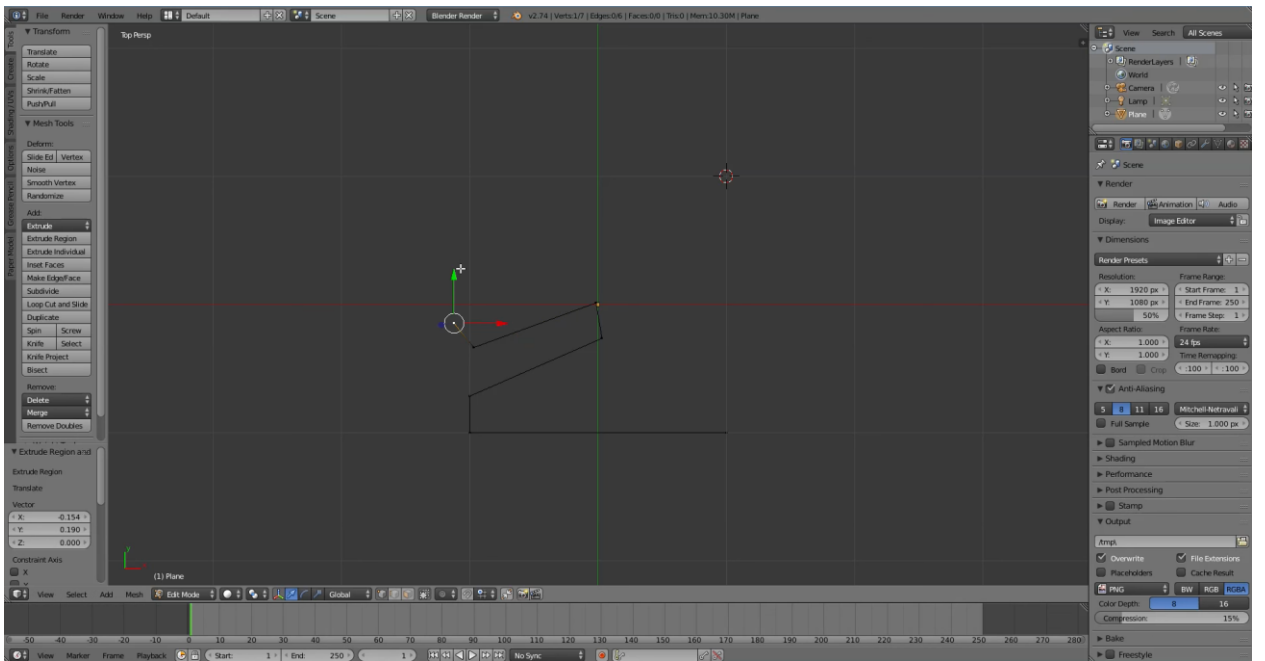 File Render Window Help Default Scene Blender Render v2.74 | Verts:1/7 | Edges:0/6 | Faces:0/0 | Tris:0 | Mem:10.30M | Plane
Tools
Create
Shading / UVs
Options
Grease Pencil
Paper Model
Transform
Translate
Rotate
Scale
Shrink/Fatten
Push/Pull
Mesh Tools
Deform:
Slide Ed Vertex
Noise
Smooth Vertex
Randomize
Add:
Extrude
Extrude Region
Extrude Individual
Inset Faces
Make Edge/Face
Subdivide
Loop Cut and Slide
Duplicate
Spin Screw
Knife Select
Knife Project
Bisect
Remove:
Delete
Merge
Remove Doubles
Extrude Region and
Extrude Region
Translate
Vector
X: -0.154
Y: 0.190
Z: 0.000
Constraint Axis
X
Top Persp
y
(1) Plane
View Select Add Mesh Edit Mode Global
-50 -40 -30 -20 -10 0 10 20 30 40 50 60 70 80 90 100 110 120 130 140 150 160 170 180 190 200 210 220 230 240 250 260 270 280
View Marker Frame Playback Start: 1 End: 250 1 No Sync
View Search All Scenes
Scene
RenderLayers |
World
Camera |
Lamp |
Plane |
Scene
Render
Render Animation Audio
Display: Image Editor
Dimensions
Render Presets
Resolution: Frame Range:
X: 1920 px Start Frame: 1
Y: 1080 px End Frame: 250
50% Frame Step: 1
Aspect Ratio: Frame Rate:
X: 1.000 24 fps
Y: 1.000 Time Remapping:
Bord Crop :100 :100
Anti-Aliasing
5 8 11 16 Mitchell-Netravali
Full Sample Size: 1.000 px
Sampled Motion Blur
Shading
Performance
Post Processing
Stamp
Output
/tmp\
Overwrite File Extensions
Placeholders Cache Result
PNG BW RGB RGBA
Color Depth: 8 16
Compression: 15%
Bake
Freestyle